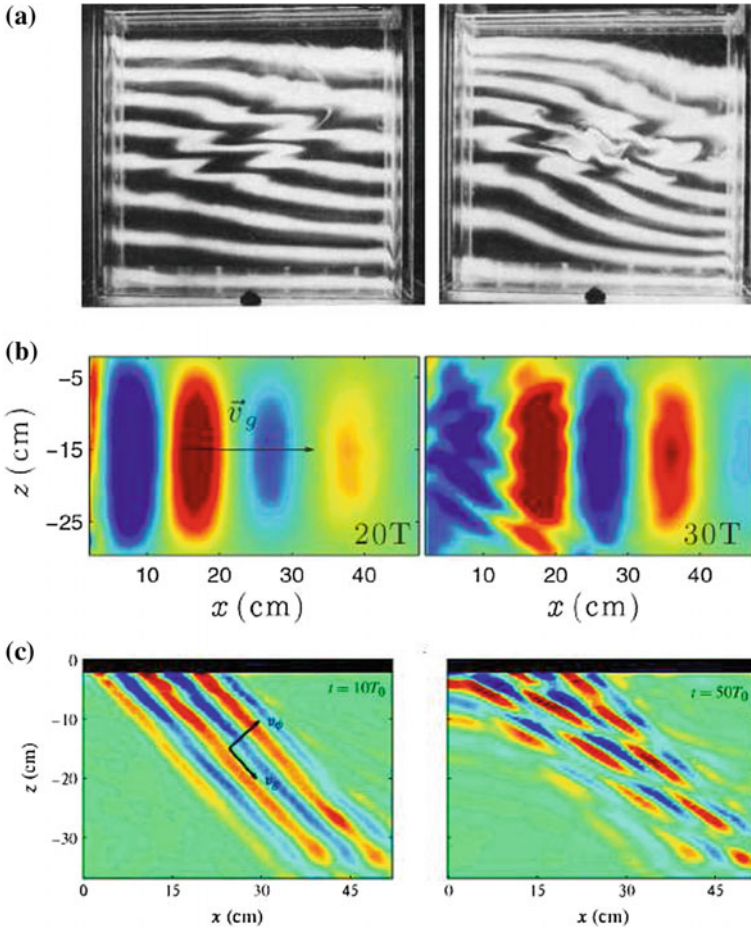 (a)
(b)
-5
-15
-25
z (cm)
v⃗g
20T
30T
10 20 30 40
10 20 30 40
x (cm)
x (cm)
(c)
0
-10
-20
-30
z (cm)
t = 10T₀
t = 50T₀
vϕ
vg
0 15 30 45
0 15 30 45
x (cm)
x (cm)